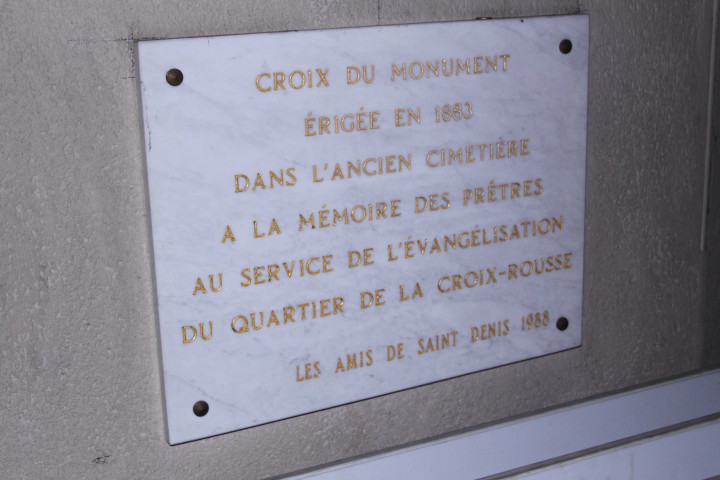 CROIX DU MONUMENT
ÉRIGÉE EN 1883
DANS L'ANCIEN CIMETIÈRE
A LA MÉMOIRE DES PRÊTRES
AU SERVICE DE L'ÉVANGÉLISATION
DU QUARTIER DE LA CROIX-ROUSSE
LES AMIS DE SAINT DENIS 1988